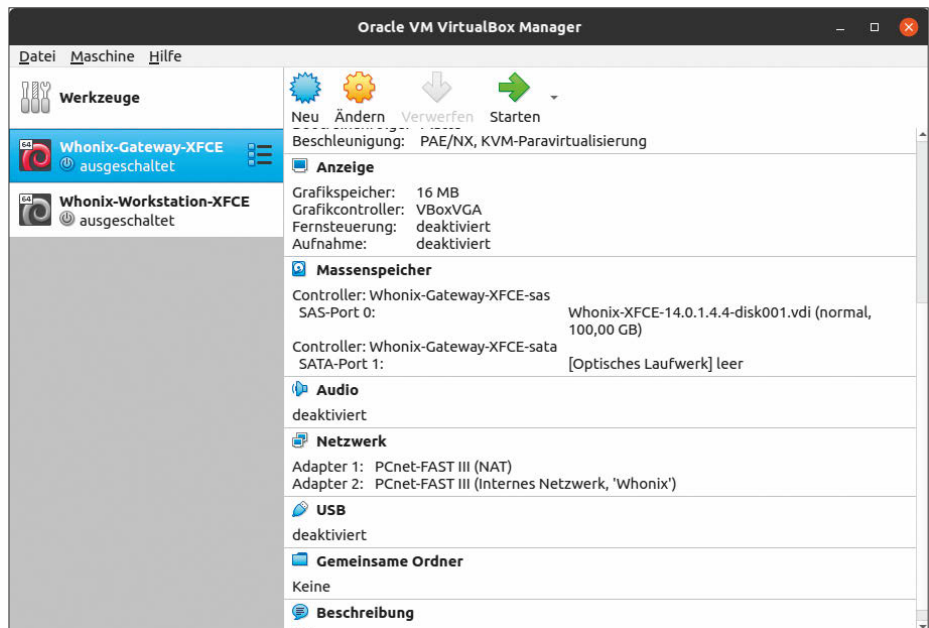 Oracle VM VirtualBox Manager
Datei Maschine Hilfe
Werkzeuge
Neu Ändern Verwerfen Starten
64 Whonix-Gateway-XFCE
ausgeschaltet
64 Whonix-Workstation-XFCE
ausgeschaltet
Beschleunigung: PAE/NX, KVM-Paravirtualisierung
Anzeige
Grafikspeicher: 16 MB
Grafikcontroller: VBoxVGA
Fernsteuerung: deaktiviert
Aufnahme: deaktiviert
Massenspeicher
Controller: Whonix-Gateway-XFCE-sas
SAS-Port 0: Whonix-XFCE-14.0.1.4.4-disk001.vdi (normal,
100,00 GB)
Controller: Whonix-Gateway-XFCE-sata
SATA-Port 1: [Optisches Laufwerk] leer
Audio
deaktiviert
Netzwerk
Adapter 1: PCnet-FAST III (NAT)
Adapter 2: PCnet-FAST III (Internes Netzwerk, 'Whonix')
USB
deaktiviert
Gemeinsame Ordner
Keine
Beschreibung